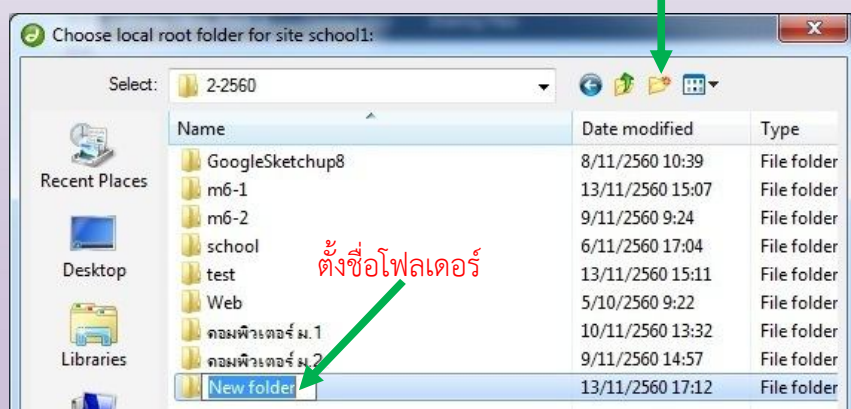 Choose local root folder for site school1:
Select: 2-2560
Name Date modified Type
GoogleSketchup8 8/11/2560 10:39 File folder
Recent Places
m6-1 13/11/2560 15:07 File folder
m6-2 9/11/2560 9:24 File folder
school 6/11/2560 17:04 File folder
ตั้งชื่อโฟลเดอร์
Desktop
test 13/11/2560 15:11 File folder
Web 5/10/2560 9:22 File folder
คอมพิวเตอร์ ม.1 10/11/2560 13:32 File folder
Libraries
คอมพิวเตอร์ ม.2 9/11/2560 14:57 File folder
New folder 13/11/2560 17:12 File folder